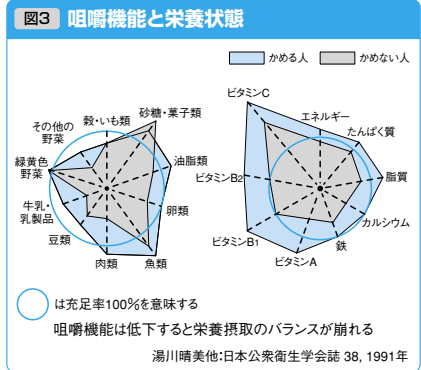 図3 咀嚼機能と栄養状態
かめる人 かめない人
穀・いも類
砂糖・菓子類
油脂類
卵類
魚類
肉類
豆類
牛乳・
乳製品
緑黄色
野菜
その他の
野菜
エネルギー
たんぱく質
脂質
カルシウム
鉄
ビタミンA
ビタミンB1
ビタミンB2
ビタミンC
は充足率100%を意味する
咀嚼機能は低下すると栄養摂取のバランスが崩れる
湯川晴美他:日本公衆衛生学会誌 38, 1991年